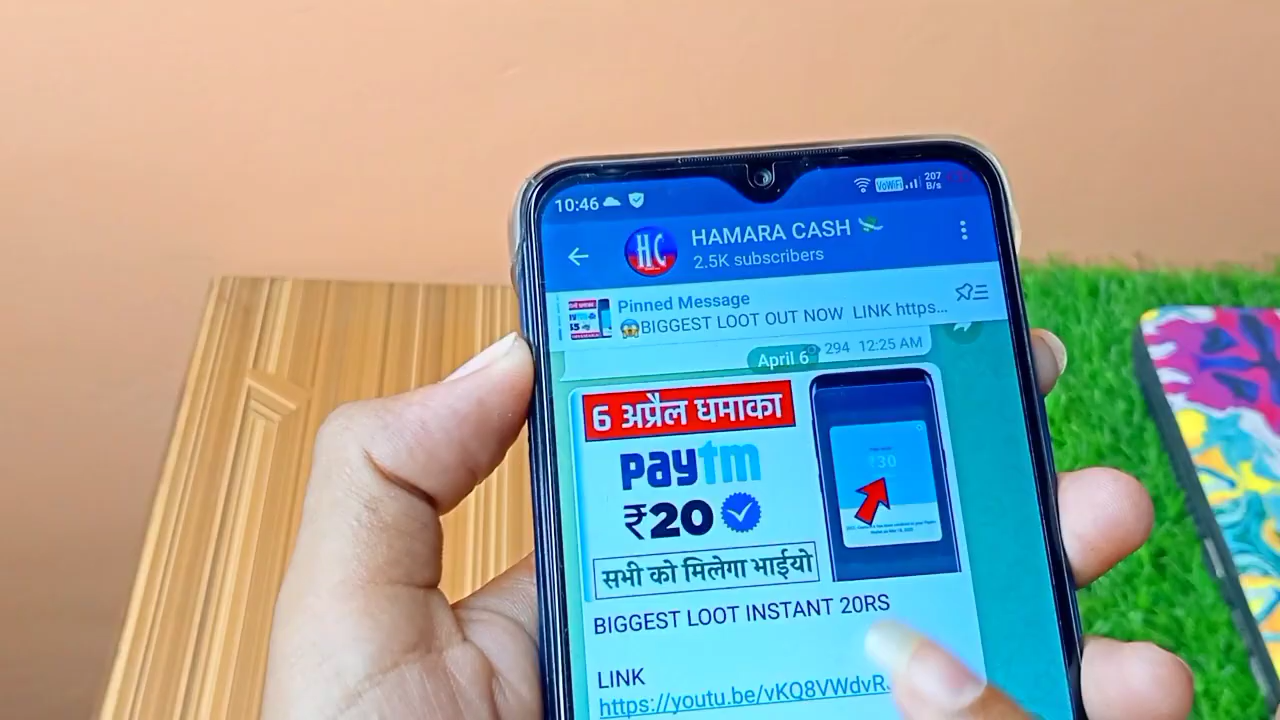 10:46
VoWiFi
207
B/s
HC
HAMARA CASH
2.5K subscribers
Pinned Message
😱BIGGEST LOOT OUT NOW LINK https...
294 12:25 AM
April 6
6 अप्रैल धमाका
paytm
₹20
₹30
सभी को मिलेगा भाईयो
BIGGEST LOOT INSTANT 20RS
LINK
https://youtu.be/vKQ8VWdvR